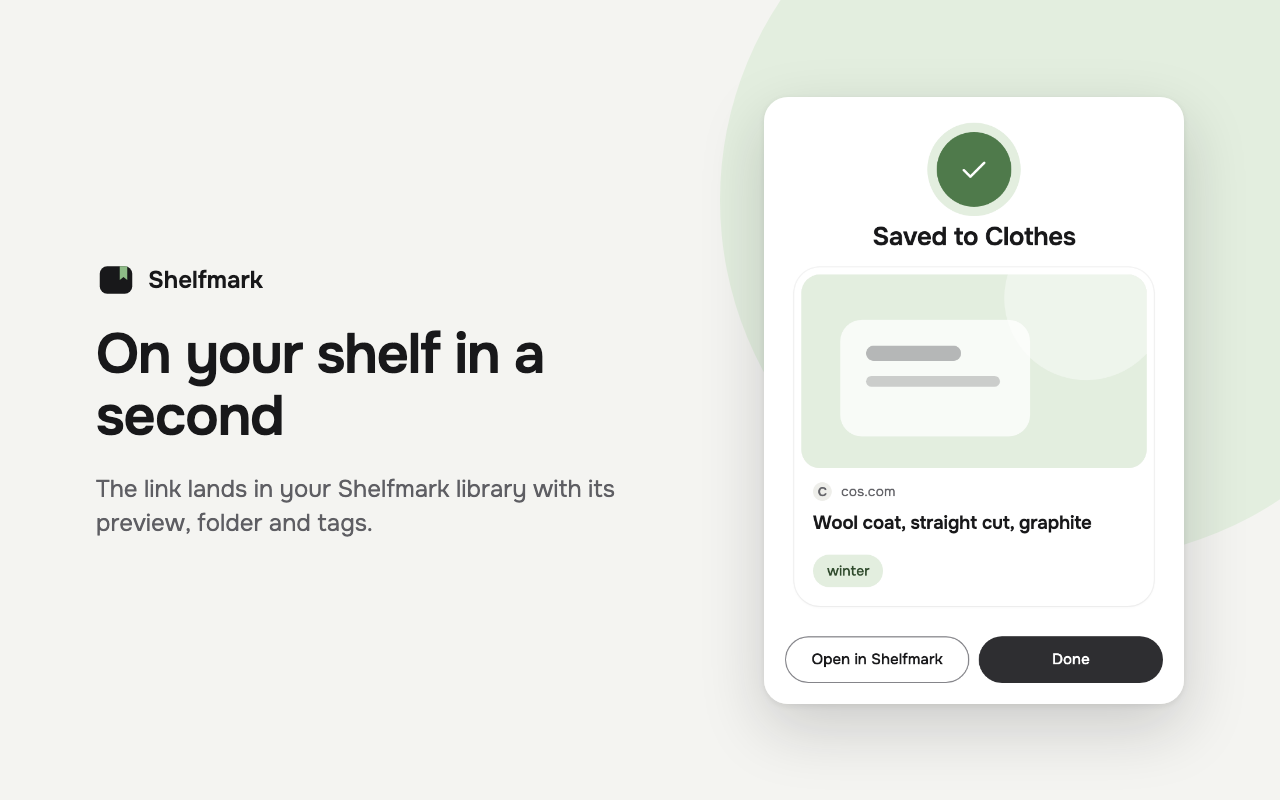 Shelfmark
On your shelf in a
second
The link lands in your Shelfmark library with its
preview, folder and tags.
Saved to Clothes
C cos.com
Wool coat, straight cut, graphite
winter
Open in Shelfmark
Done